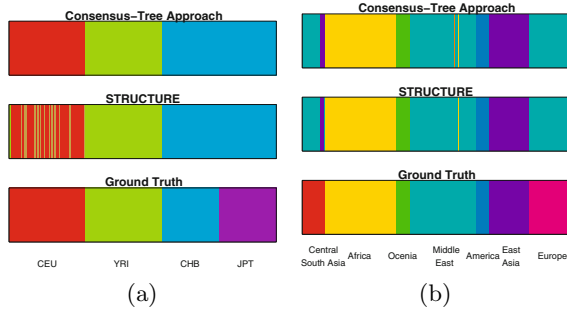 Consensus−Tree Approach
STRUCTURE
Ground Truth
CEU YRI CHB JPT
(a)
Consensus−Tree Approach
STRUCTURE
Ground Truth
Central South Asia Africa Ocenia Middle East America East Asia Europe
(b)